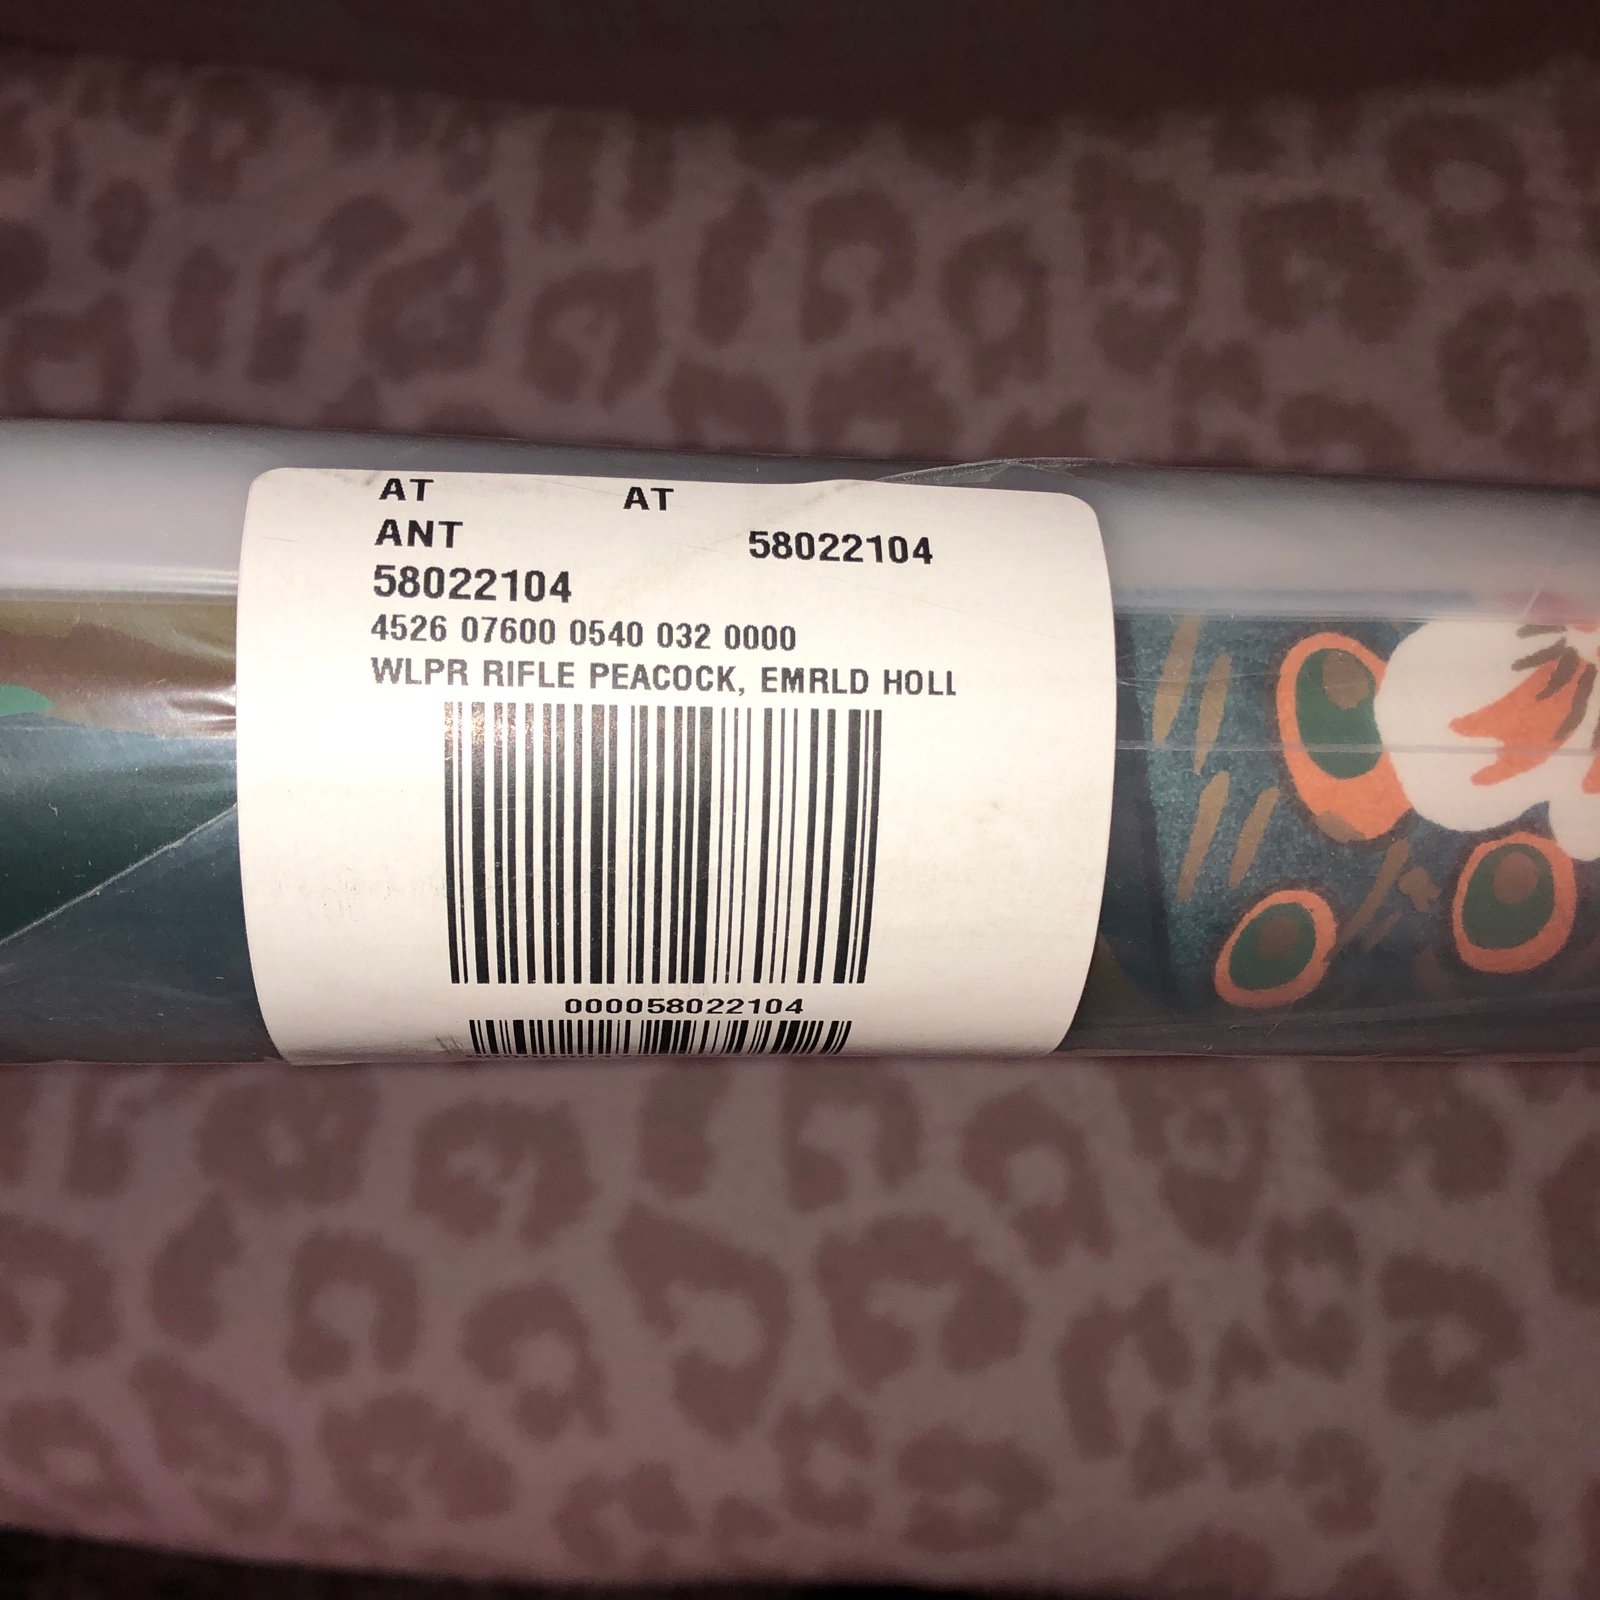 AT AT
ANT 58022104
58022104
4526 07600 0540 032 0000
WLPR RIFLE PEACOCK, EMRLD HOLL
000058022104